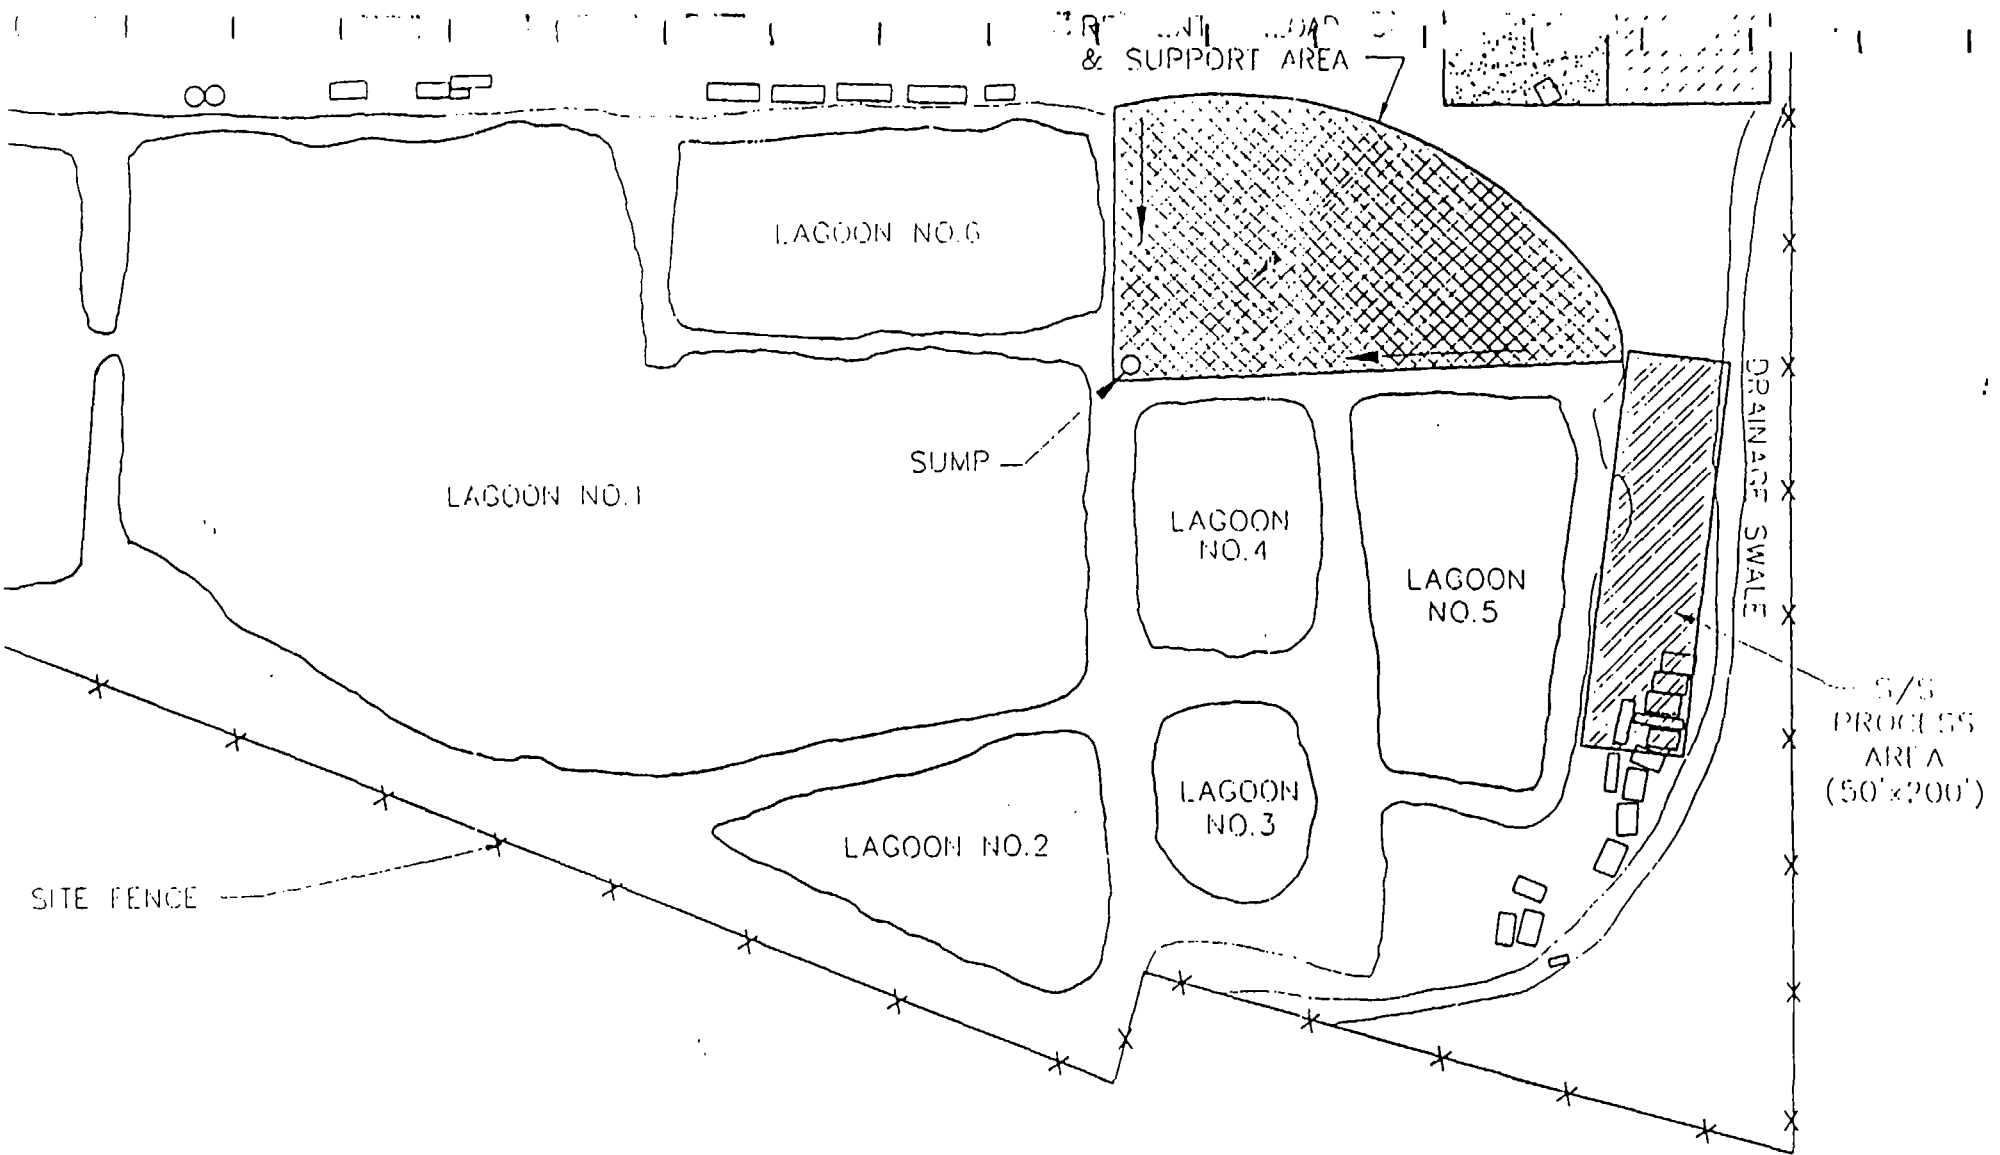 & SUPPORT AREA
LAGOON NO.6
SUMP
LAGOON NO.1
LAGOON
NO.4
LAGOON
NO.5
DRAINAGE SWALE
S/S
PROCESS
AREA
(50'x200')
LAGOON
NO.3
LAGOON NO.2
SITE FENCE